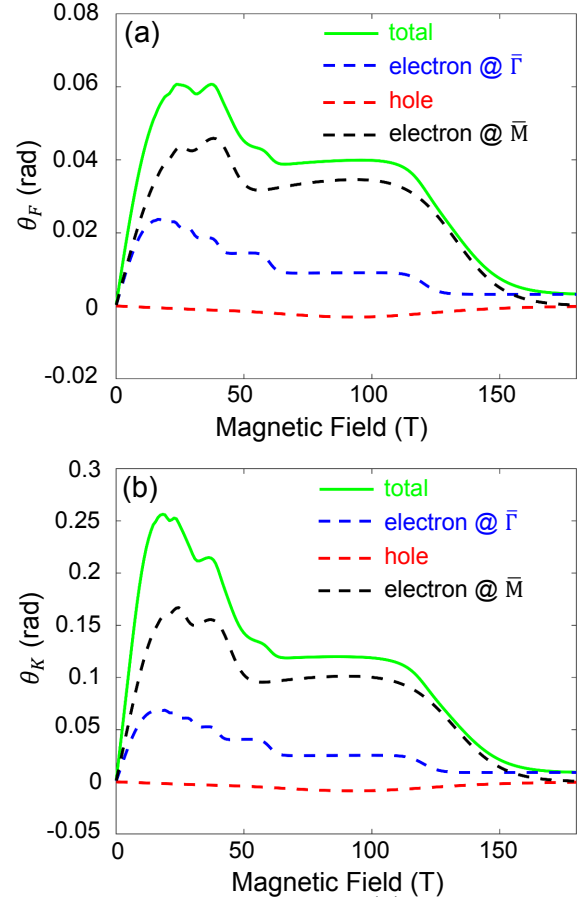 (a)
total
electron @ Γ̄
hole
electron @ M̄
θF (rad)
0.08
0.06
0.04
0.02
0
-0.02
0 50 100 150
Magnetic Field (T)
(b)
total
electron @ Γ̄
hole
electron @ M̄
θK (rad)
0.3
0.25
0.2
0.15
0.1
0.05
0
-0.05
0 50 100 150
Magnetic Field (T)